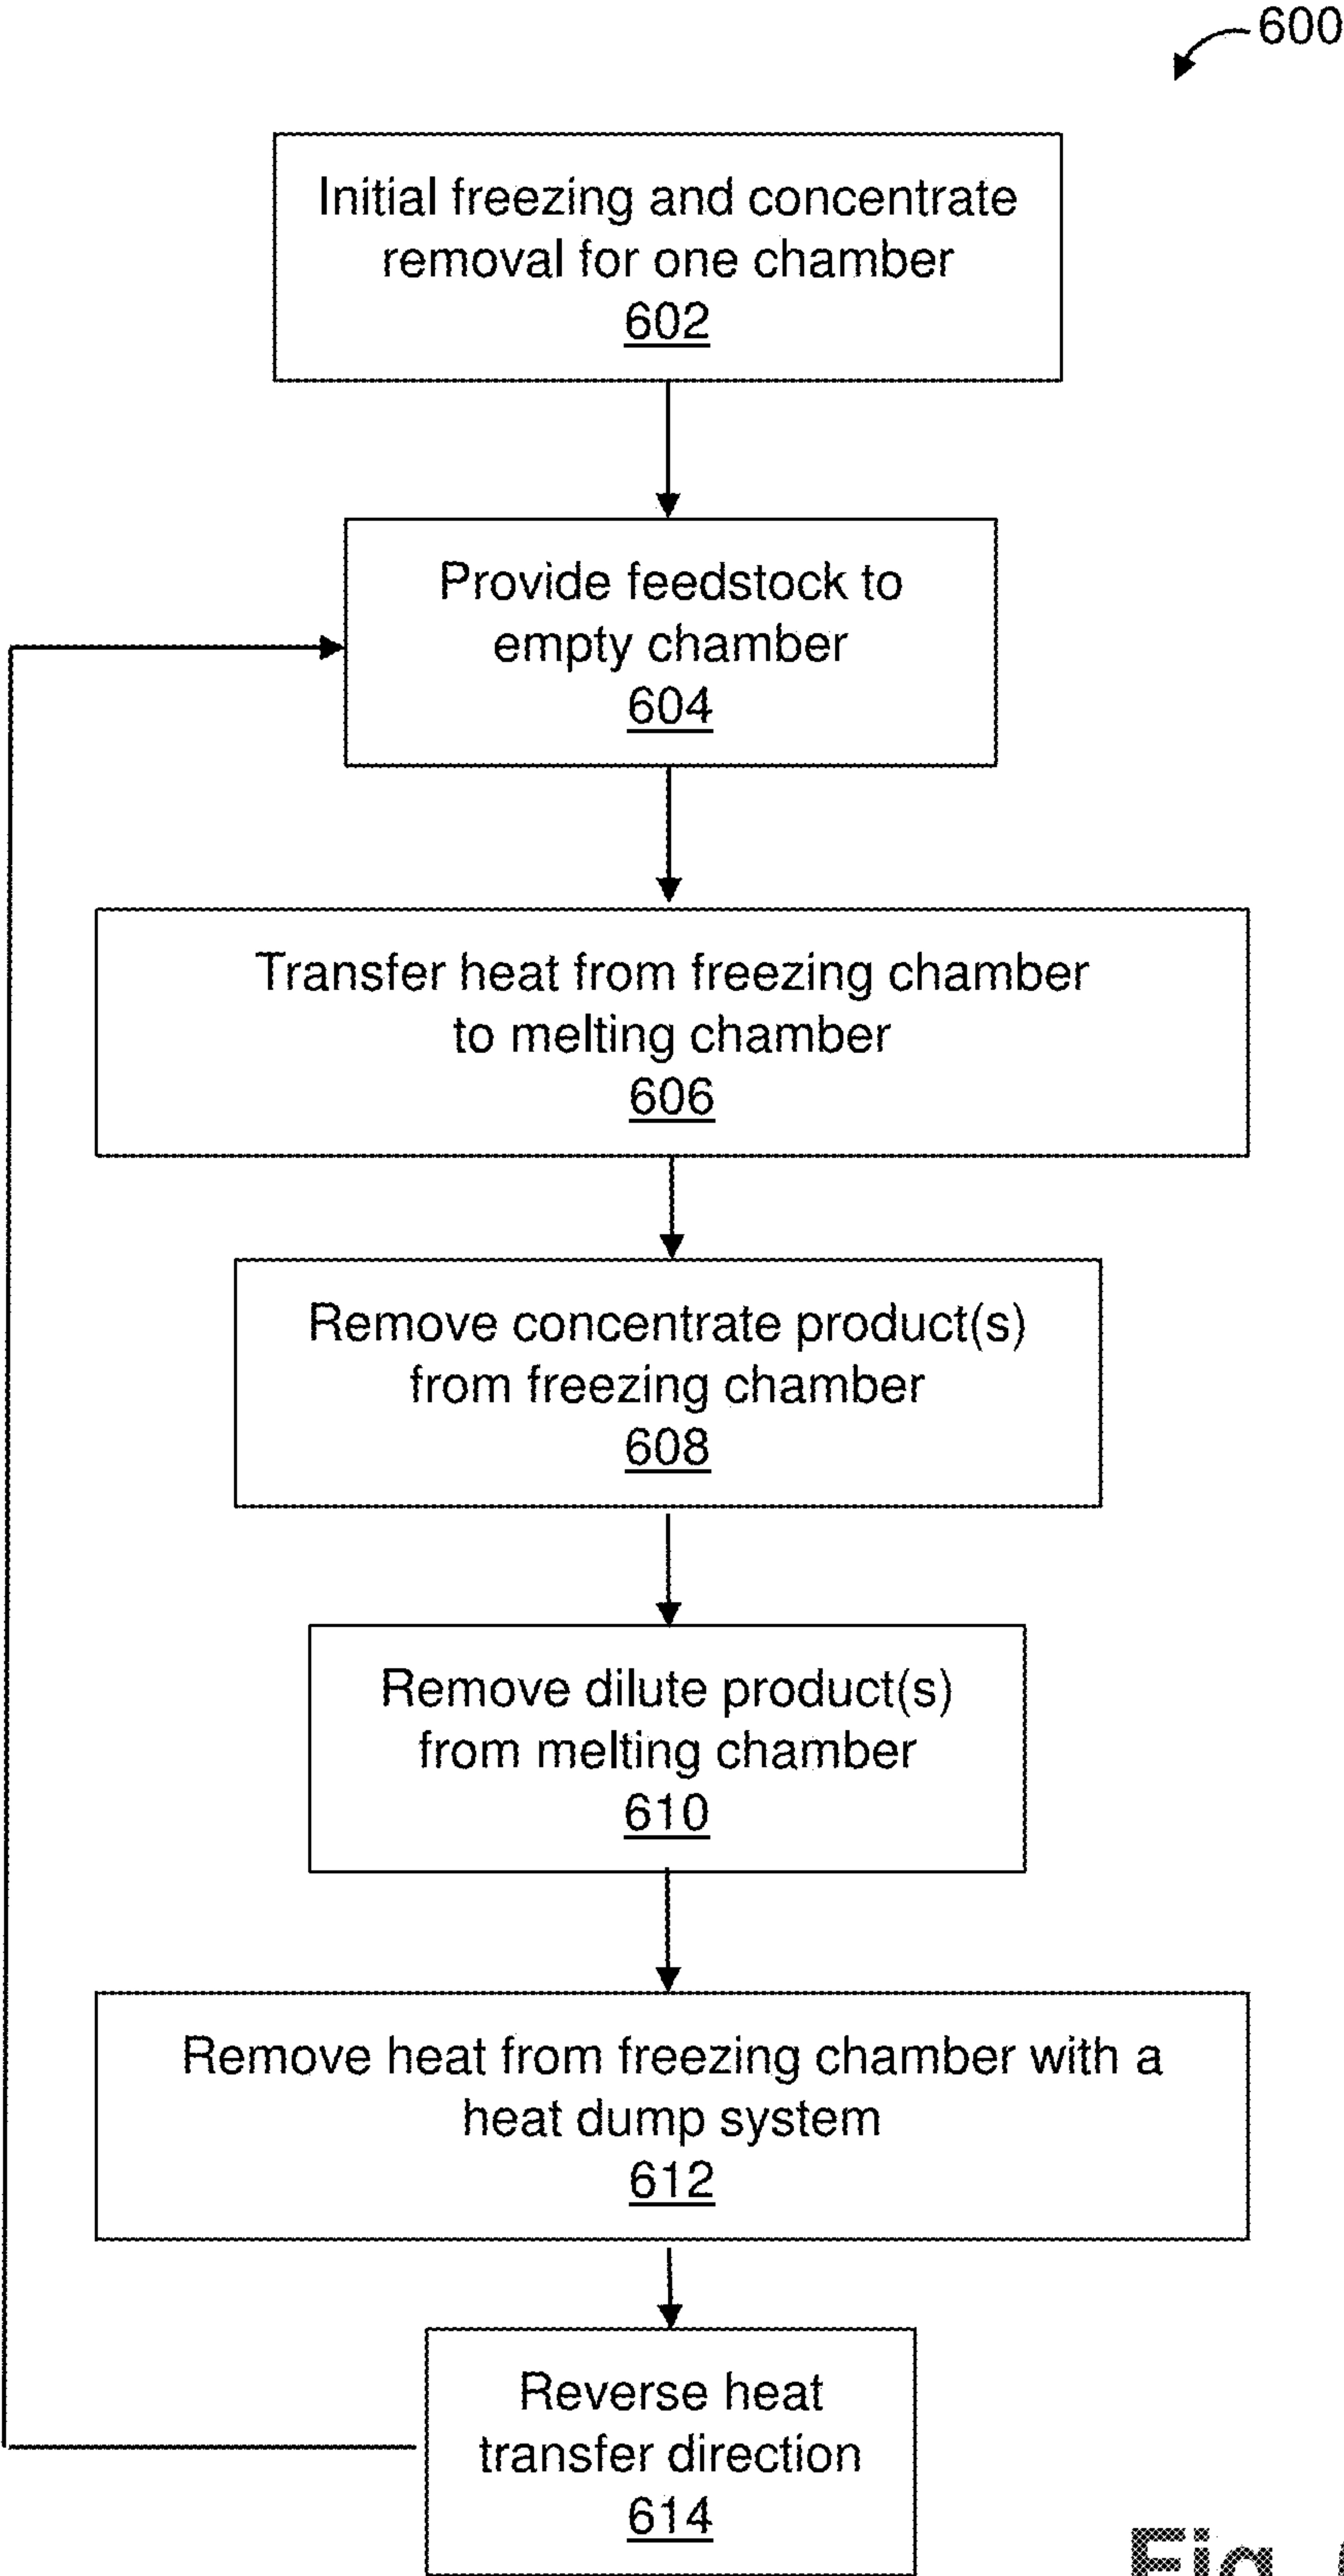 600
Initial freezing and concentrate
removal for one chamber
602
Provide feedstock to
empty chamber
604
Transfer heat from freezing chamber
to melting chamber
606
Remove concentrate product(s)
from freezing chamber
608
Remove dilute product(s)
from melting chamber
610
Remove heat from freezing chamber with a
heat dump system
612
Reverse heat
transfer direction
614
Fig.